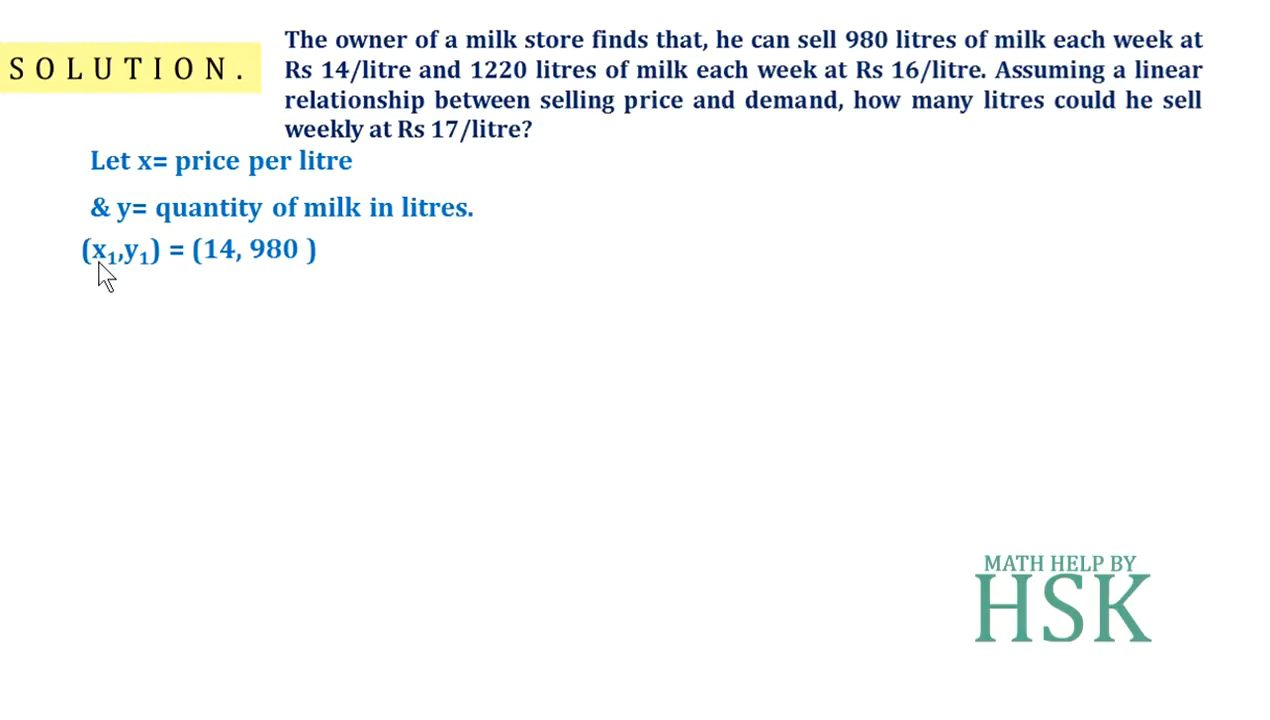 SOLUTION.
The owner of a milk store finds that, he can sell 980 litres of milk each week at
Rs 14/litre and 1220 litres of milk each week at Rs 16/litre. Assuming a linear
relationship between selling price and demand, how many litres could he sell
weekly at Rs 17/litre?
Let x= price per litre
& y= quantity of milk in litres.
(x₁,y₁) = (14, 980 )
MATH HELP BY
HSK